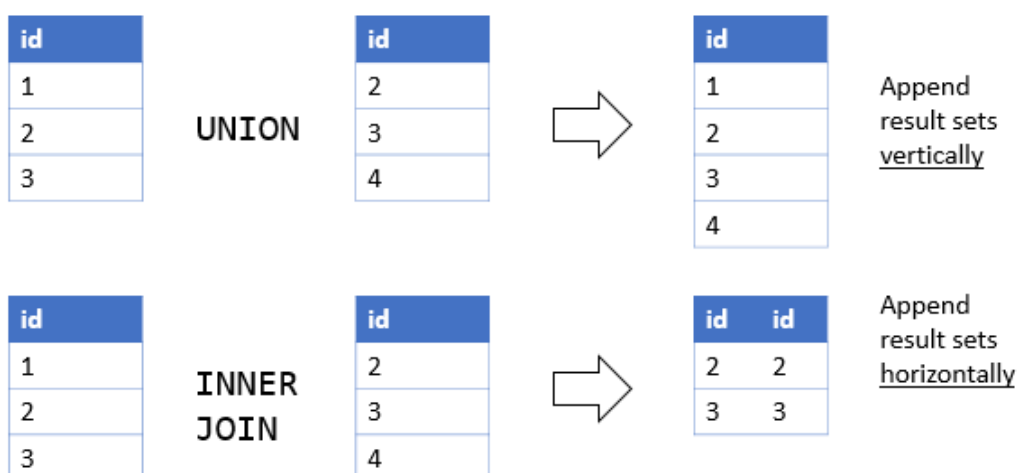 id id id
1 2 1
2 UNION 3 2
3 4 3
4
Append
result sets
vertically
id id id id
1 2 2 2
2 INNER 3 3 3
JOIN
3 4
Append
result sets
horizontally